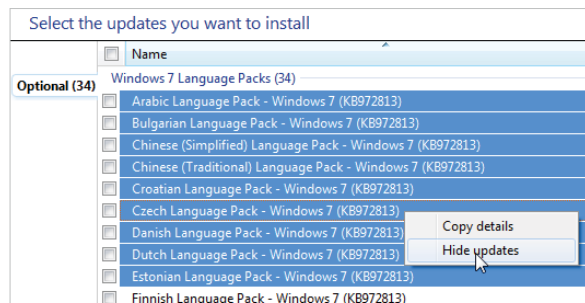 Select the updates you want to install
Name
Optional (34)
Windows 7 Language Packs (34)
Arabic Language Pack - Windows 7 (KB972813)
Bulgarian Language Pack - Windows 7 (KB972813)
Chinese (Simplified) Language Pack - Windows 7 (KB972813)
Chinese (Traditional) Language Pack - Windows 7 (KB972813)
Croatian Language Pack - Windows 7 (KB972813)
Czech Language Pack - Windows 7 (KB972813)
Danish Language Pack - Windows 7 (KB972813)
Dutch Language Pack - Windows 7 (KB972813)
Estonian Language Pack - Windows 7 (KB972813)
Finnish Language Pack - Windows 7 (KB972813)
Copy details
Hide updates